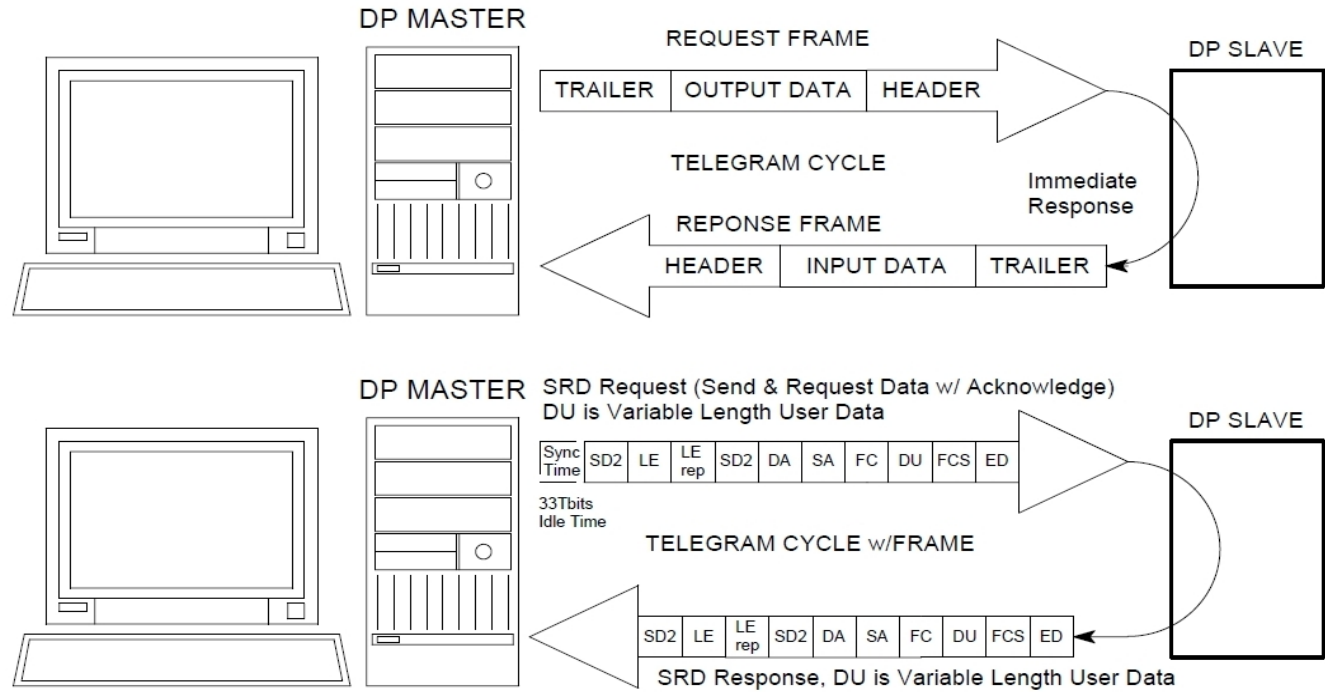 DP MASTER
REQUEST FRAME
DP SLAVE
TRAILER OUTPUT DATA HEADER
TELEGRAM CYCLE
Immediate
Response
REPONSE FRAME
HEADER INPUT DATA TRAILER
DP MASTER
SRD Request (Send & Request Data w/ Acknowledge)
DU is Variable Length User Data
DP SLAVE
Sync
Time
SD2
LE
LE
rep
SD2
DA
SA
FC
DU
FCS
ED
33Tbits
Idle Time
TELEGRAM CYCLE w/FRAME
SD2
LE
LE
rep
SD2
DA
SA
FC
DU
FCS
ED
SRD Response, DU is Variable Length User Data